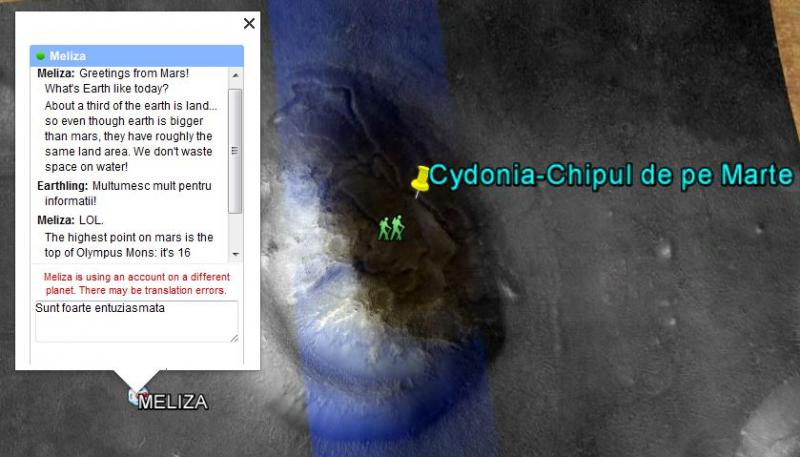 Meliza
Meliza: Greetings from Mars!
What's Earth like today?
About a third of the earth is land...
so even though earth is bigger
than mars, they have roughly the
same land area. We don't waste
space on water!
Earthling: Multumesc mult pentru
informatii!
Meliza: LOL.
The highest point on mars is the
top of Olympus Mons: it's 16
Meliza is using an account on a different
planet. There may be translation errors.
Sunt foarte entuziasmata
MELIZA
Cydonia-Chipul de pe Marte